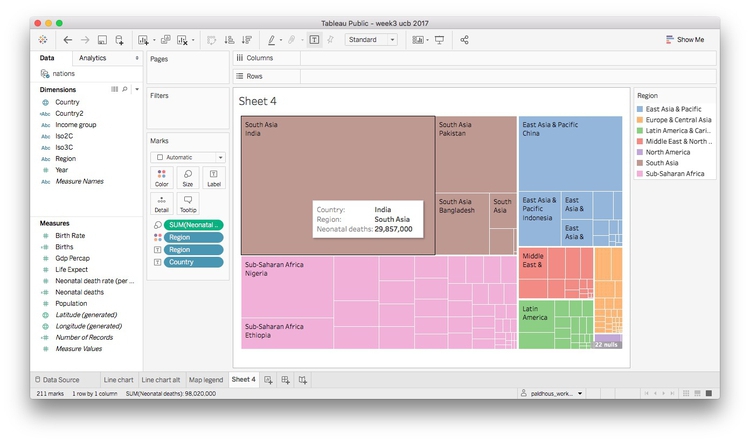 Tableau Public - week3 ucb 2017
Standard
Show Me
Data
Analytics
Pages
Columns
Rows
nations
Dimensions
Country
Country2
Income group
Iso2C
Iso3C
Region
Year
Measure Names
Measures
Birth Rate
Births
Gdp Percap
Life Expect
Neonatal death rate (per ...
Neonatal deaths
Population
Latitude (generated)
Longitude (generated)
Number of Records
Measure Values
Filters
Marks
Automatic
Color
Size
Label
Detail
Tooltip
SUM(Neonatal ..
Region
Region
Country
Sheet 4
South Asia
India
South Asia
Pakistan
South Asia
Bangladesh
South
Asia
East Asia & Pacific
China
East Asia &
Pacific
Indonesia
East Asia &
East
Asia &
Middle
East &
Latin
America
Sub-Saharan Africa
Nigeria
Sub-Saharan Africa
Ethiopia
22 nulls
Country: India
Region: South Asia
Neonatal deaths: 29,857,000
Region
East Asia & Pacific
Europe & Central Asia
Latin America & Cari..
Middle East & North ..
North America
South Asia
Sub-Saharan Africa
Data Source
Line chart
Line chart alt
Map legend
Sheet 4
211 marks
1 row by 1 column
SUM(Neonatal deaths): 98,020,000
paldhous_work...